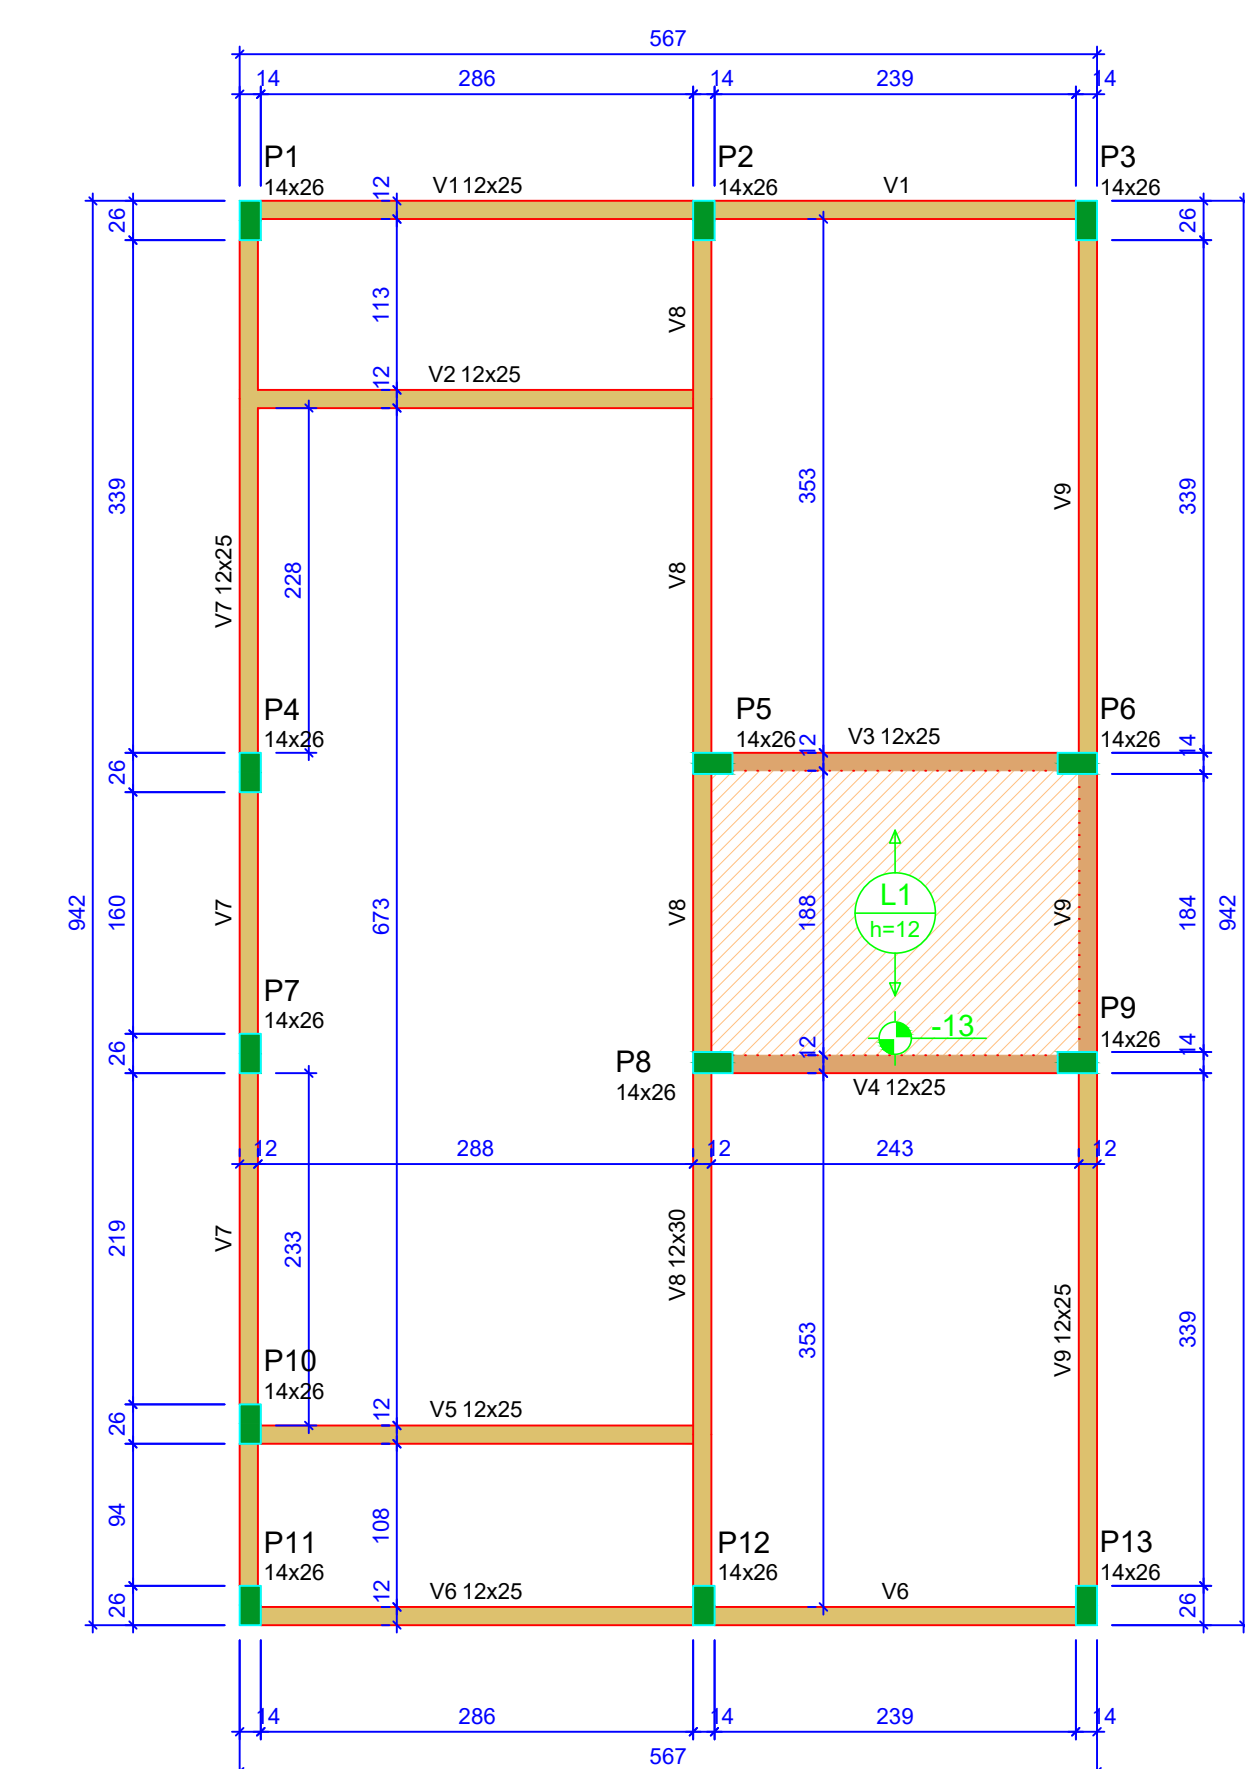 567
14 286 14 239 14
P1 P2 P3
14x26 12 V1 12x25 14x26 V1 14x26
26 26
113 V8
12 V2 12x25
339 353 V9 339
V7 12x25 228 V8
P4 P5 P6
14x26 14x26 12 V3 12x25 14x26 14
26
L1
942 160 V7 673 V8 188 h=12 V9 184 942
P7 P9
14x26 -13 14x26 14
26 P8 12
14x26 V4 12x25
12 288 12 243 12
219 V7 233 V8 12x30
353 V9 12x25 339
P10
14x26
26 12 V5 12x25
94 108
P11 P12 P13
14x26 14x26 14x26
26 12 V6 12x25 V6 26
14 286 14 239 14
567